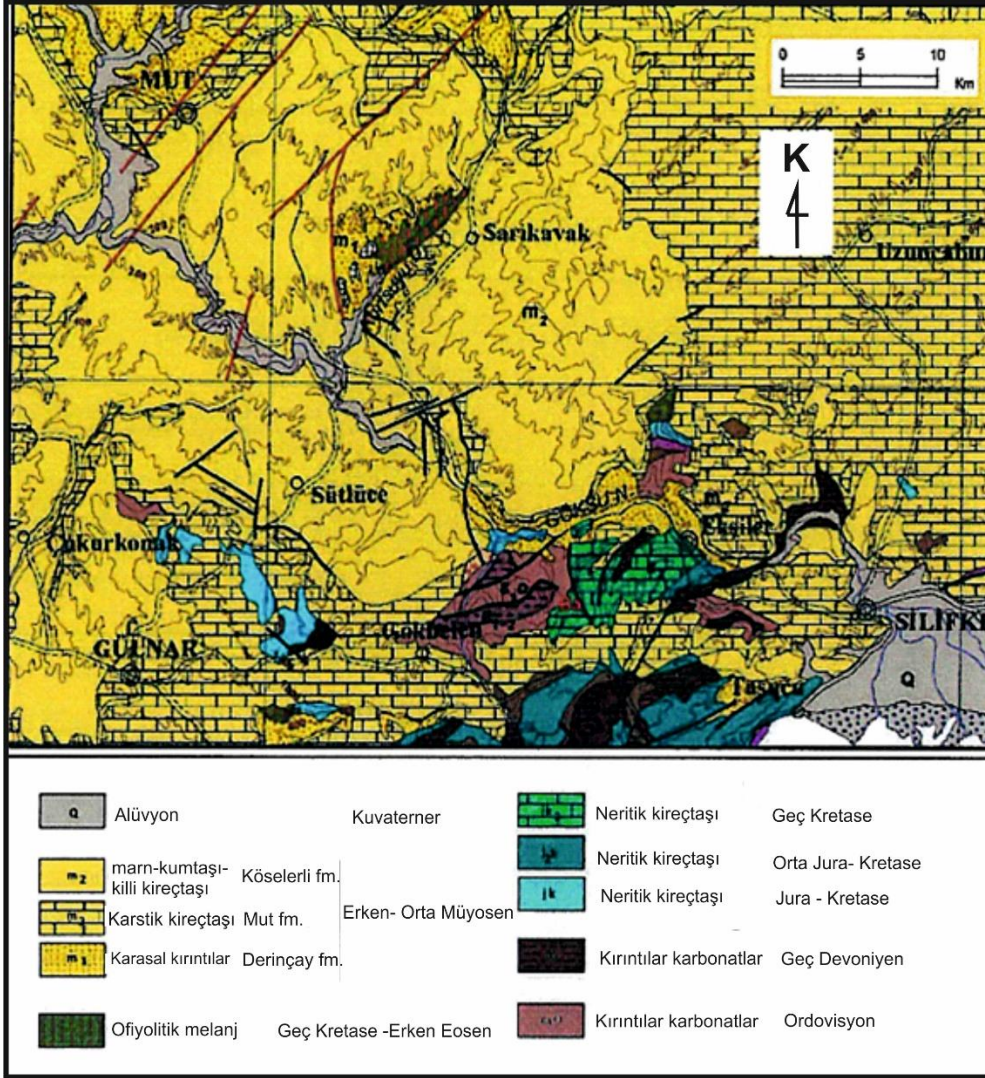 MUT
0 10
Km
K
Sarıkavak
m1
m2
Sütlüce
GÖKSU N.
Ekşiler
Çukurkonak
GÜLNAR
SİLİFKE
Taşucu
Q
Q Alüvyon Kuvaterner
m2 marn-kumtaşı-
killi kireçtaşı Köselerli fm.
Karstik kireçtaşı Mut fm.
Erken- Orta Müyosen
m1 Karasal kırıntılar Derinçay fm.
Ofiyolitik melanj Geç Kretase -Erken Eosen
Neritik kireçtaşı Geç Kretase
Neritik kireçtaşı Orta Jura- Kretase
jk Neritik kireçtaşı Jura - Kretase
Kırıntılar karbonatlar Geç Devoniyen
Kırıntılar karbonatlar Ordovisyon